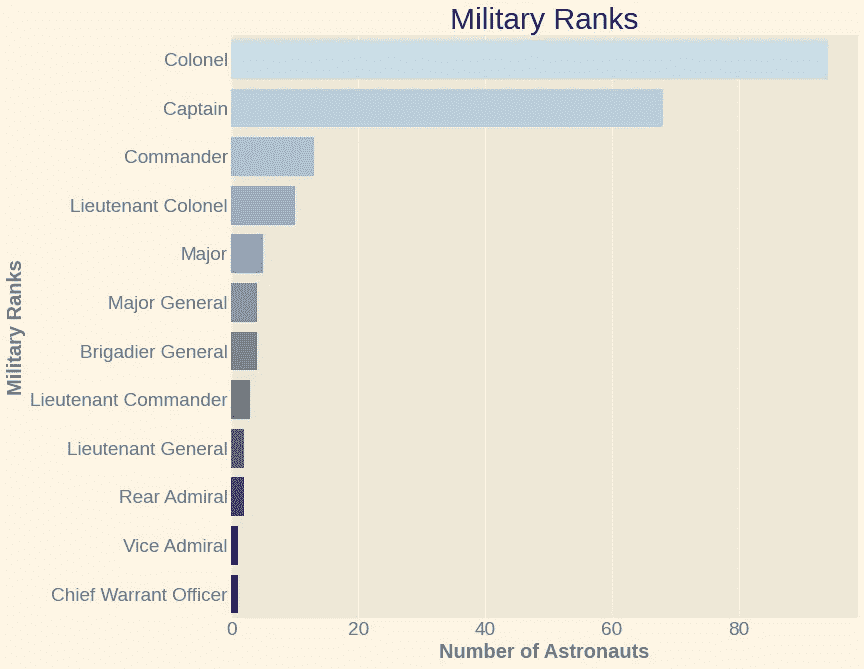 Military Ranks
Colonel
Captain
Commander
Lieutenant Colonel
Major
Major General
Brigadier General
Lieutenant Commander
Lieutenant General
Rear Admiral
Vice Admiral
Chief Warrant Officer
Military Ranks
0 20 40 60 80
Number of Astronauts